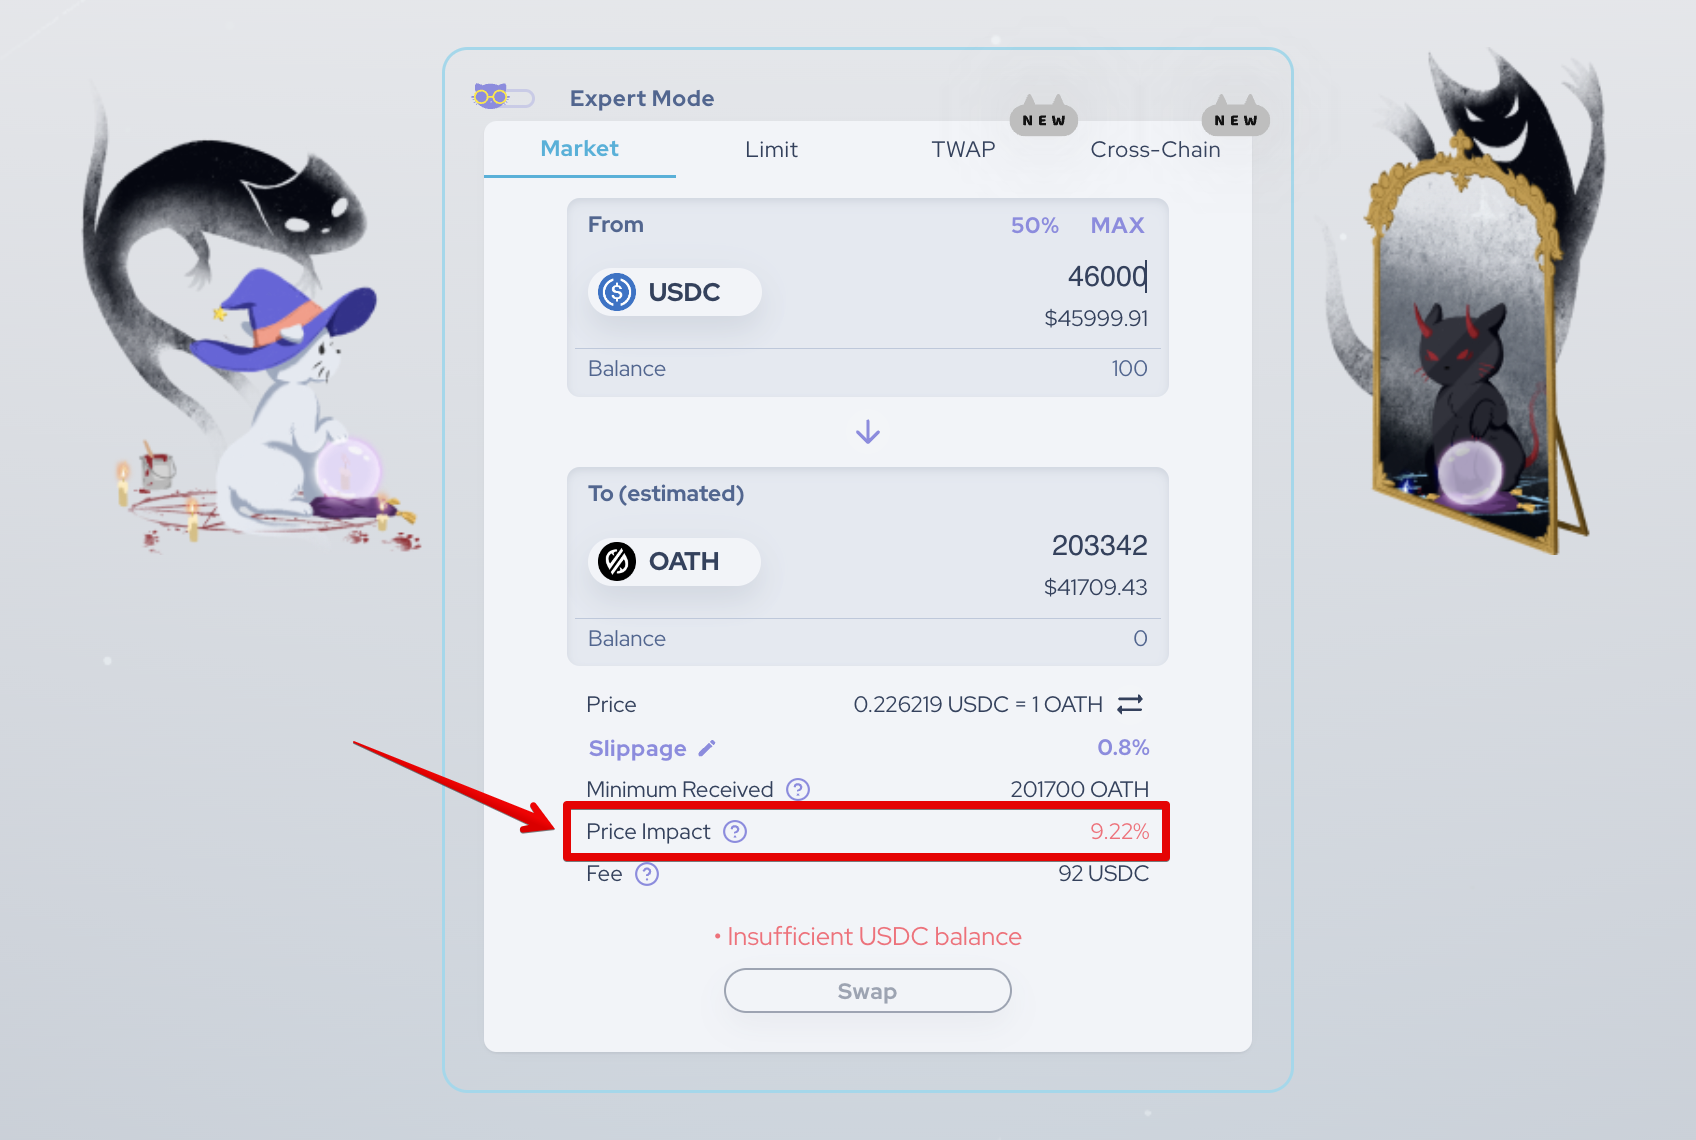 Expert Mode
NEW
NEW
Market
Limit
TWAP
Cross-Chain
From
50%
MAX
USDC
46000
$45999.91
Balance
100
To (estimated)
OATH
203342
$41709.43
Balance
0
Price
0.226219 USDC = 1 OATH
Slippage
0.8%
Minimum Received ?
201700 OATH
Price Impact ?
9.22%
Fee ?
92 USDC
• Insufficient USDC balance
Swap